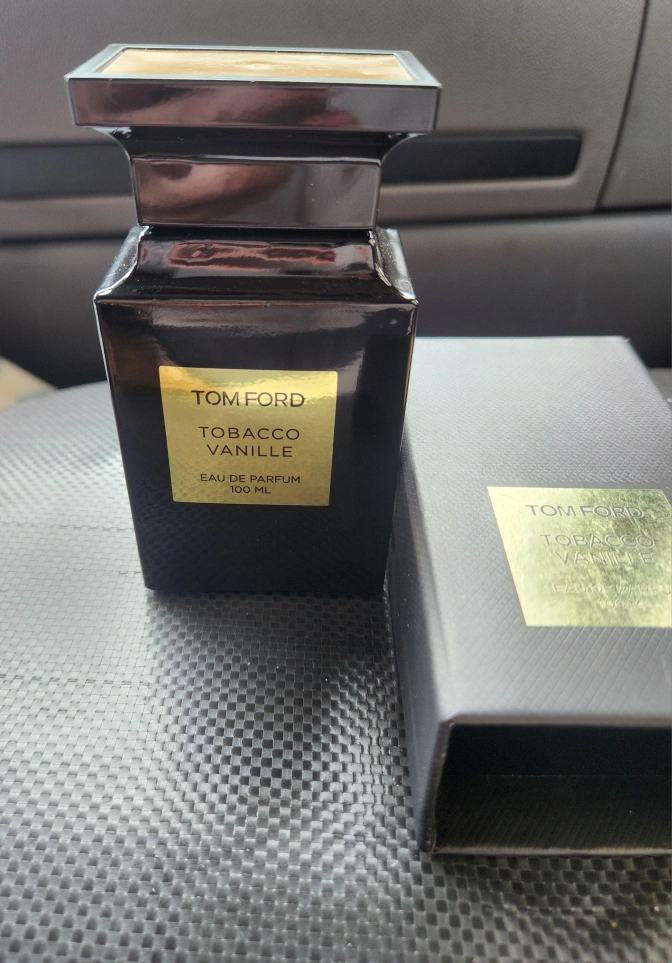 TOM FORD
TOBACCO
VANILLE
EAU DE PARFUM
100 ML
TOM FORD
TOBACCO
VANILLE